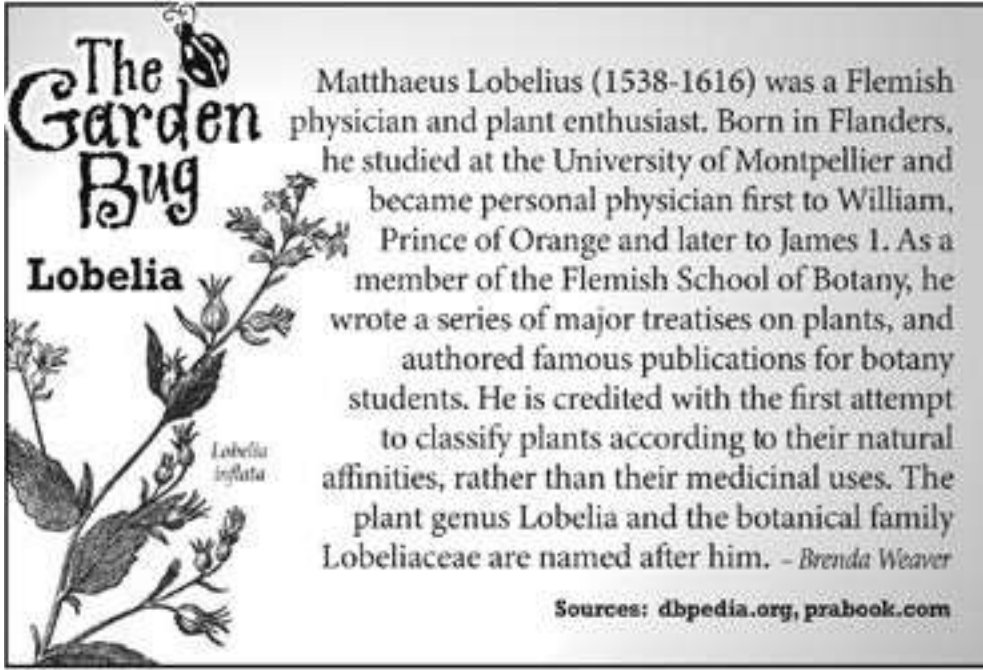 The
Garden
Bug
Lobelia
Lobelia
inflata
Matthaeus Lobelius (1538-1616) was a Flemish
physician and plant enthusiast. Born in Flanders,
he studied at the University of Montpellier and
became personal physician first to William,
Prince of Orange and later to James 1. As a
member of the Flemish School of Botany, he
wrote a series of major treatises on plants, and
authored famous publications for botany
students. He is credited with the first attempt
to classify plants according to their natural
affinities, rather than their medicinal uses. The
plant genus Lobelia and the botanical family
Lobeliaceae are named after him. – Brenda Weaver
Sources: dbpedia.org, prabook.com